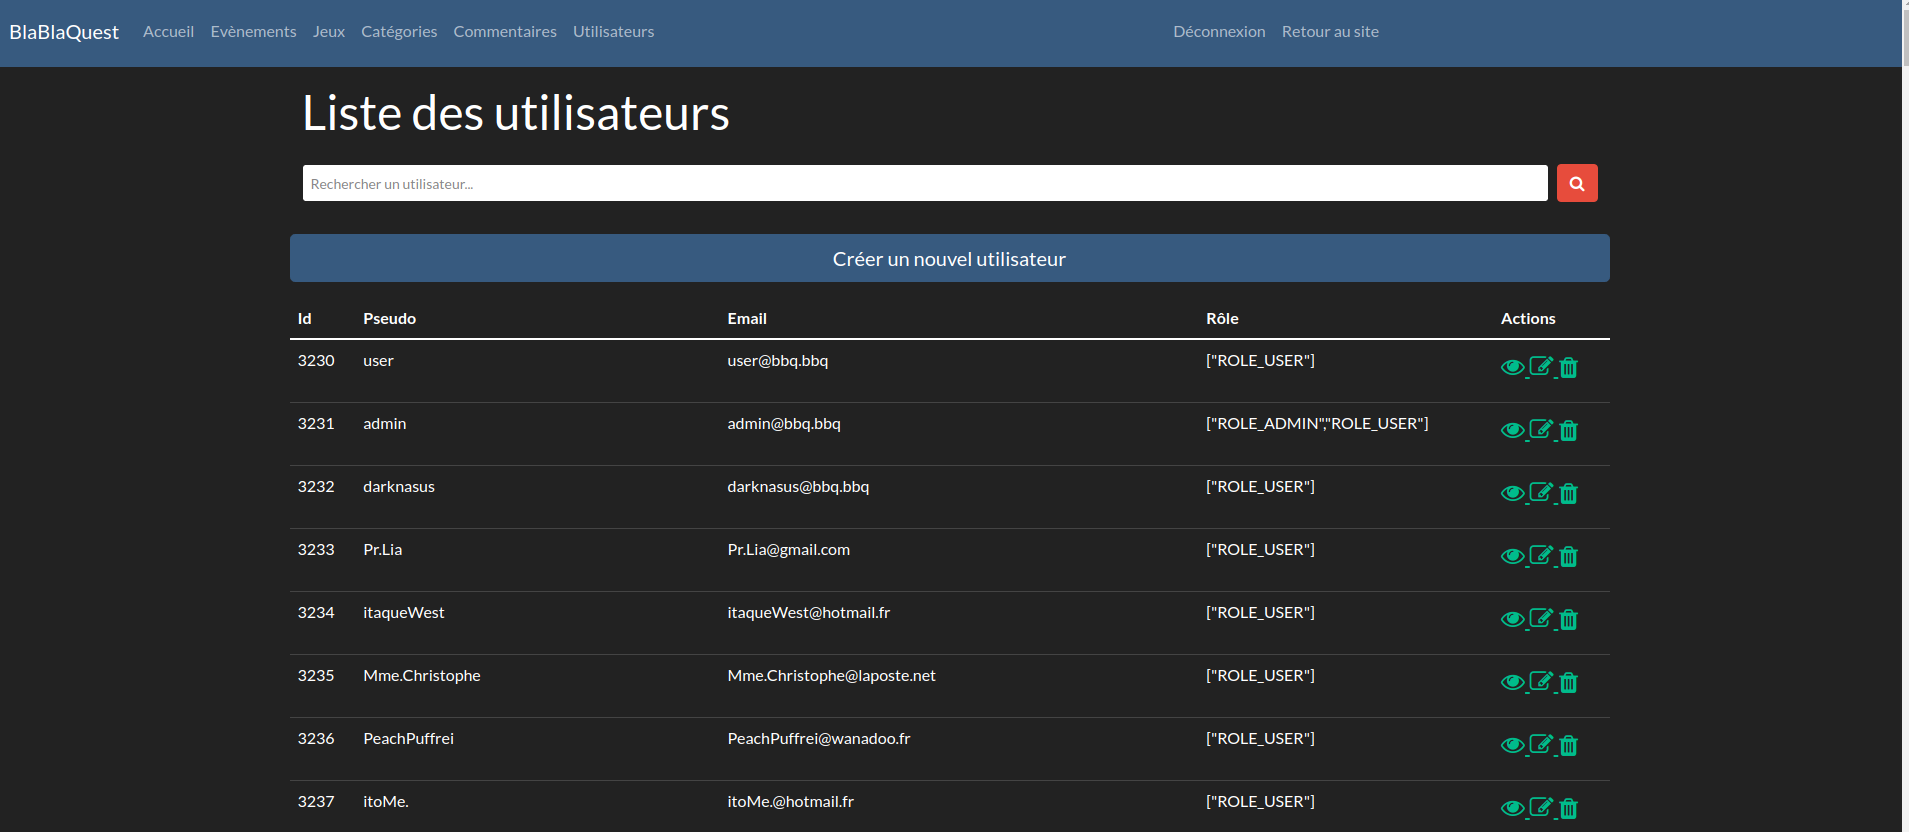 BlaBlaQuest Accueil Evènements Jeux Catégories Commentaires Utilisateurs Déconnexion Retour au site
Liste des utilisateurs
Rechercher un utilisateur...
Créer un nouvel utilisateur
Id Pseudo Email Rôle Actions
3230 user user@bbq.bbq ["ROLE_USER"]
3231 admin admin@bbq.bbq ["ROLE_ADMIN","ROLE_USER"]
3232 darknasus darknasus@bbq.bbq ["ROLE_USER"]
3233 Pr.Lia Pr.Lia@gmail.com ["ROLE_USER"]
3234 itaqueWest itaqueWest@hotmail.fr ["ROLE_USER"]
3235 Mme.Christophe Mme.Christophe@laposte.net ["ROLE_USER"]
3236 PeachPuffrei PeachPuffrei@wanadoo.fr ["ROLE_USER"]
3237 itoMe. itoMe.@hotmail.fr ["ROLE_USER"]